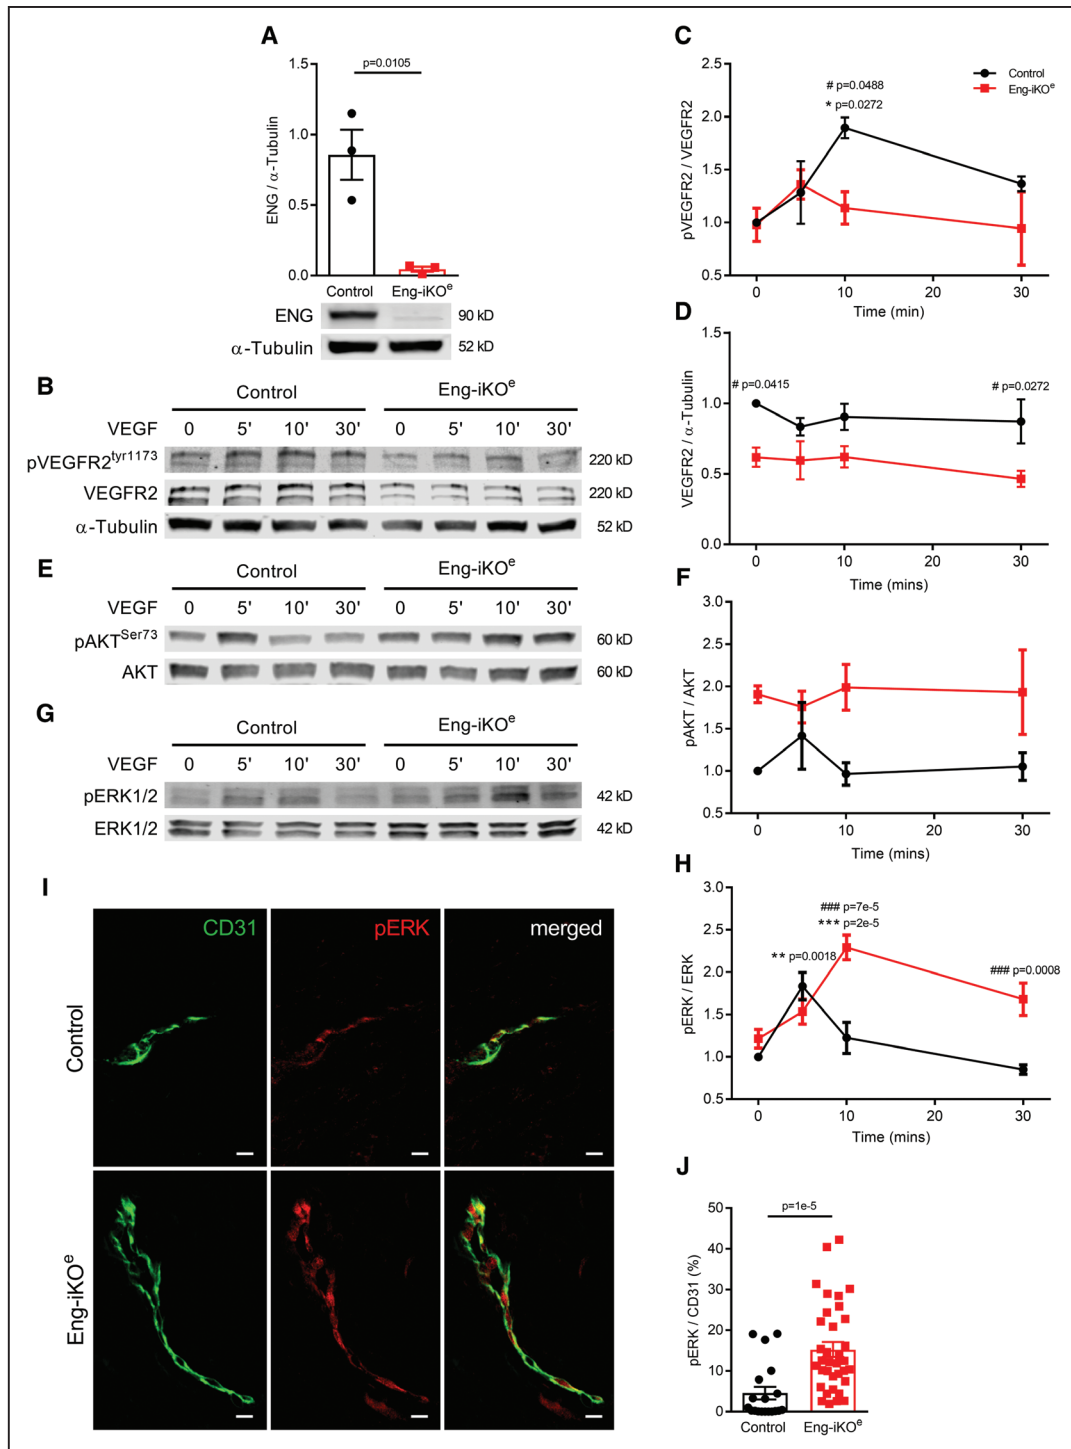 A
p=0.0105
1.5
1.0
0.5
0.0
ENG / α-Tubulin
Control Eng-iKOᵉ
ENG 90 kD
α-Tubulin 52 kD
B
Control Eng-iKOᵉ
VEGF 0 5' 10' 30' 0 5' 10' 30'
pVEGFR2ᵗʸʳ¹¹⁷³ 220 kD
VEGFR2 220 kD
α-Tubulin 52 kD
E
Control Eng-iKOᵉ
VEGF 0 5' 10' 30' 0 5' 10' 30'
pAKTˢᵉʳ⁷³ 60 kD
AKT 60 kD
G
Control Eng-iKOᵉ
VEGF 0 5' 10' 30' 0 5' 10' 30'
pERK1/2 42 kD
ERK1/2 42 kD
I
CD31 pERK merged
Control
Eng-iKOᵉ
C
2.5
2.0
1.5
1.0
0.5
pVEGFR2 / VEGFR2
# p=0.0488
* p=0.0272
Control
Eng-iKOᵉ
0 10 20 30
Time (min)
D
1.5
1.0
0.5
0.0
VEGFR2 / α-Tubulin
# p=0.0415
# p=0.0272
0 10 20 30
Time (mins)
F
3.0
2.5
2.0
1.5
1.0
0.5
pAKT / AKT
0 10 20 30
Time (mins)
H
3.0
2.5
2.0
1.5
1.0
0.5
pERK / ERK
### p=7e-5
*** p=2e-5
** p=0.0018
### p=0.0008
0 10 20 30
Time (mins)
J
p=1e-5
50
40
30
20
10
0
pERK / CD31 (%)
Control Eng-iKOᵉ